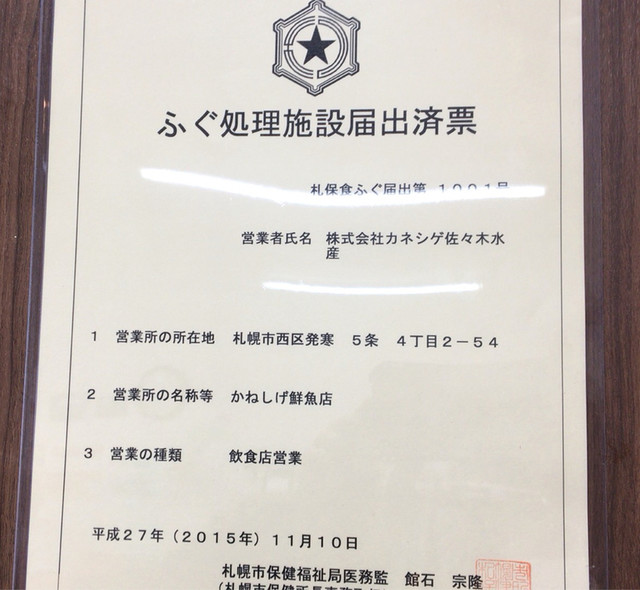 ふぐ処理施設届出済票
札保食ふぐ届出第 1001号
営業者氏名 株式会社カネシゲ佐々木水
産
1 営業所の所在地 札幌市西区発寒 5条 4丁目2-54
2 営業所の名称等 かねしげ鮮魚店
3 営業の種類 飲食店営業
平成27年(2015年)11月10日
札幌市保健福祉局医務監 館石 宗隆